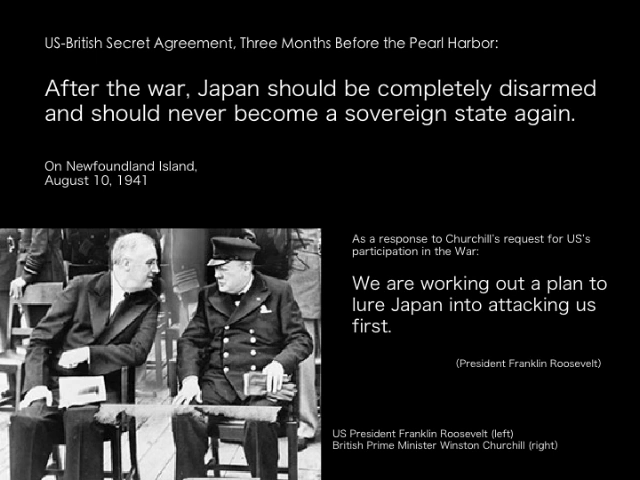 US-British Secret Agreement, Three Months Before the Pearl Harbor:
After the war, Japan should be completely disarmed
and should never become a sovereign state again.
On Newfoundland Island,
August 10, 1941
As a response to Churchill's request for US's
participation in the War:
We are working out a plan to
lure Japan into attacking us
first.
(President Franklin Roosevelt)
US President Franklin Roosevelt (left)
British Prime Minister Winston Churchill (right)